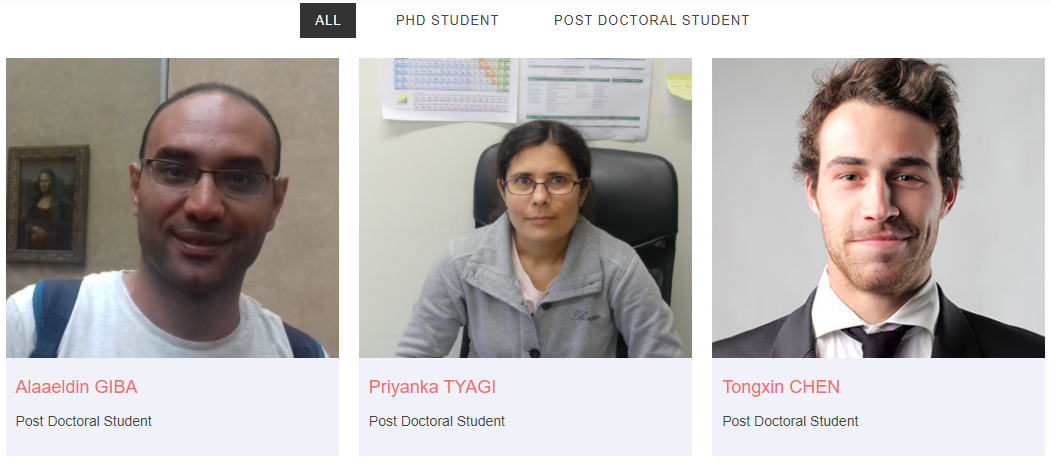 ALL PHD STUDENT POST DOCTORAL STUDENT
Alaaeldin GIBA Priyanka TYAGI Tongxin CHEN
Post Doctoral Student Post Doctoral Student Post Doctoral Student